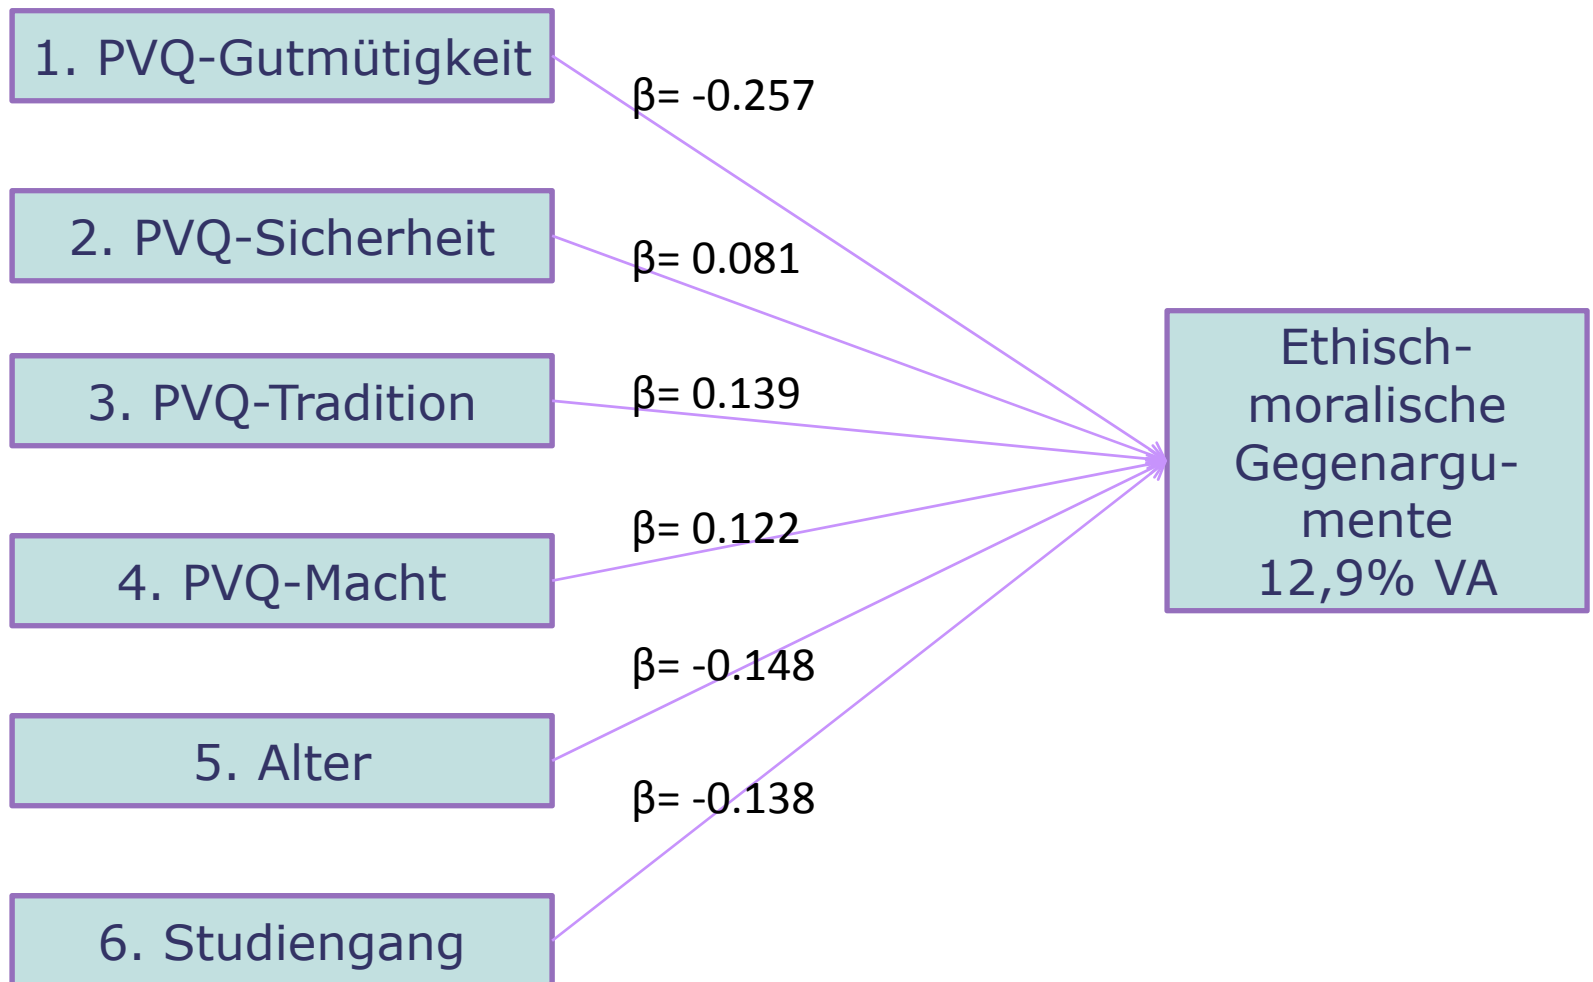 1. PVQ-Gutmütigkeit
β= -0.257
2. PVQ-Sicherheit
β= 0.081
3. PVQ-Tradition
β= 0.139
4. PVQ-Macht
β= 0.122
5. Alter
β= -0.148
6. Studiengang
β= -0.138
Ethisch-
moralische
Gegenargu-
mente
12,9% VA